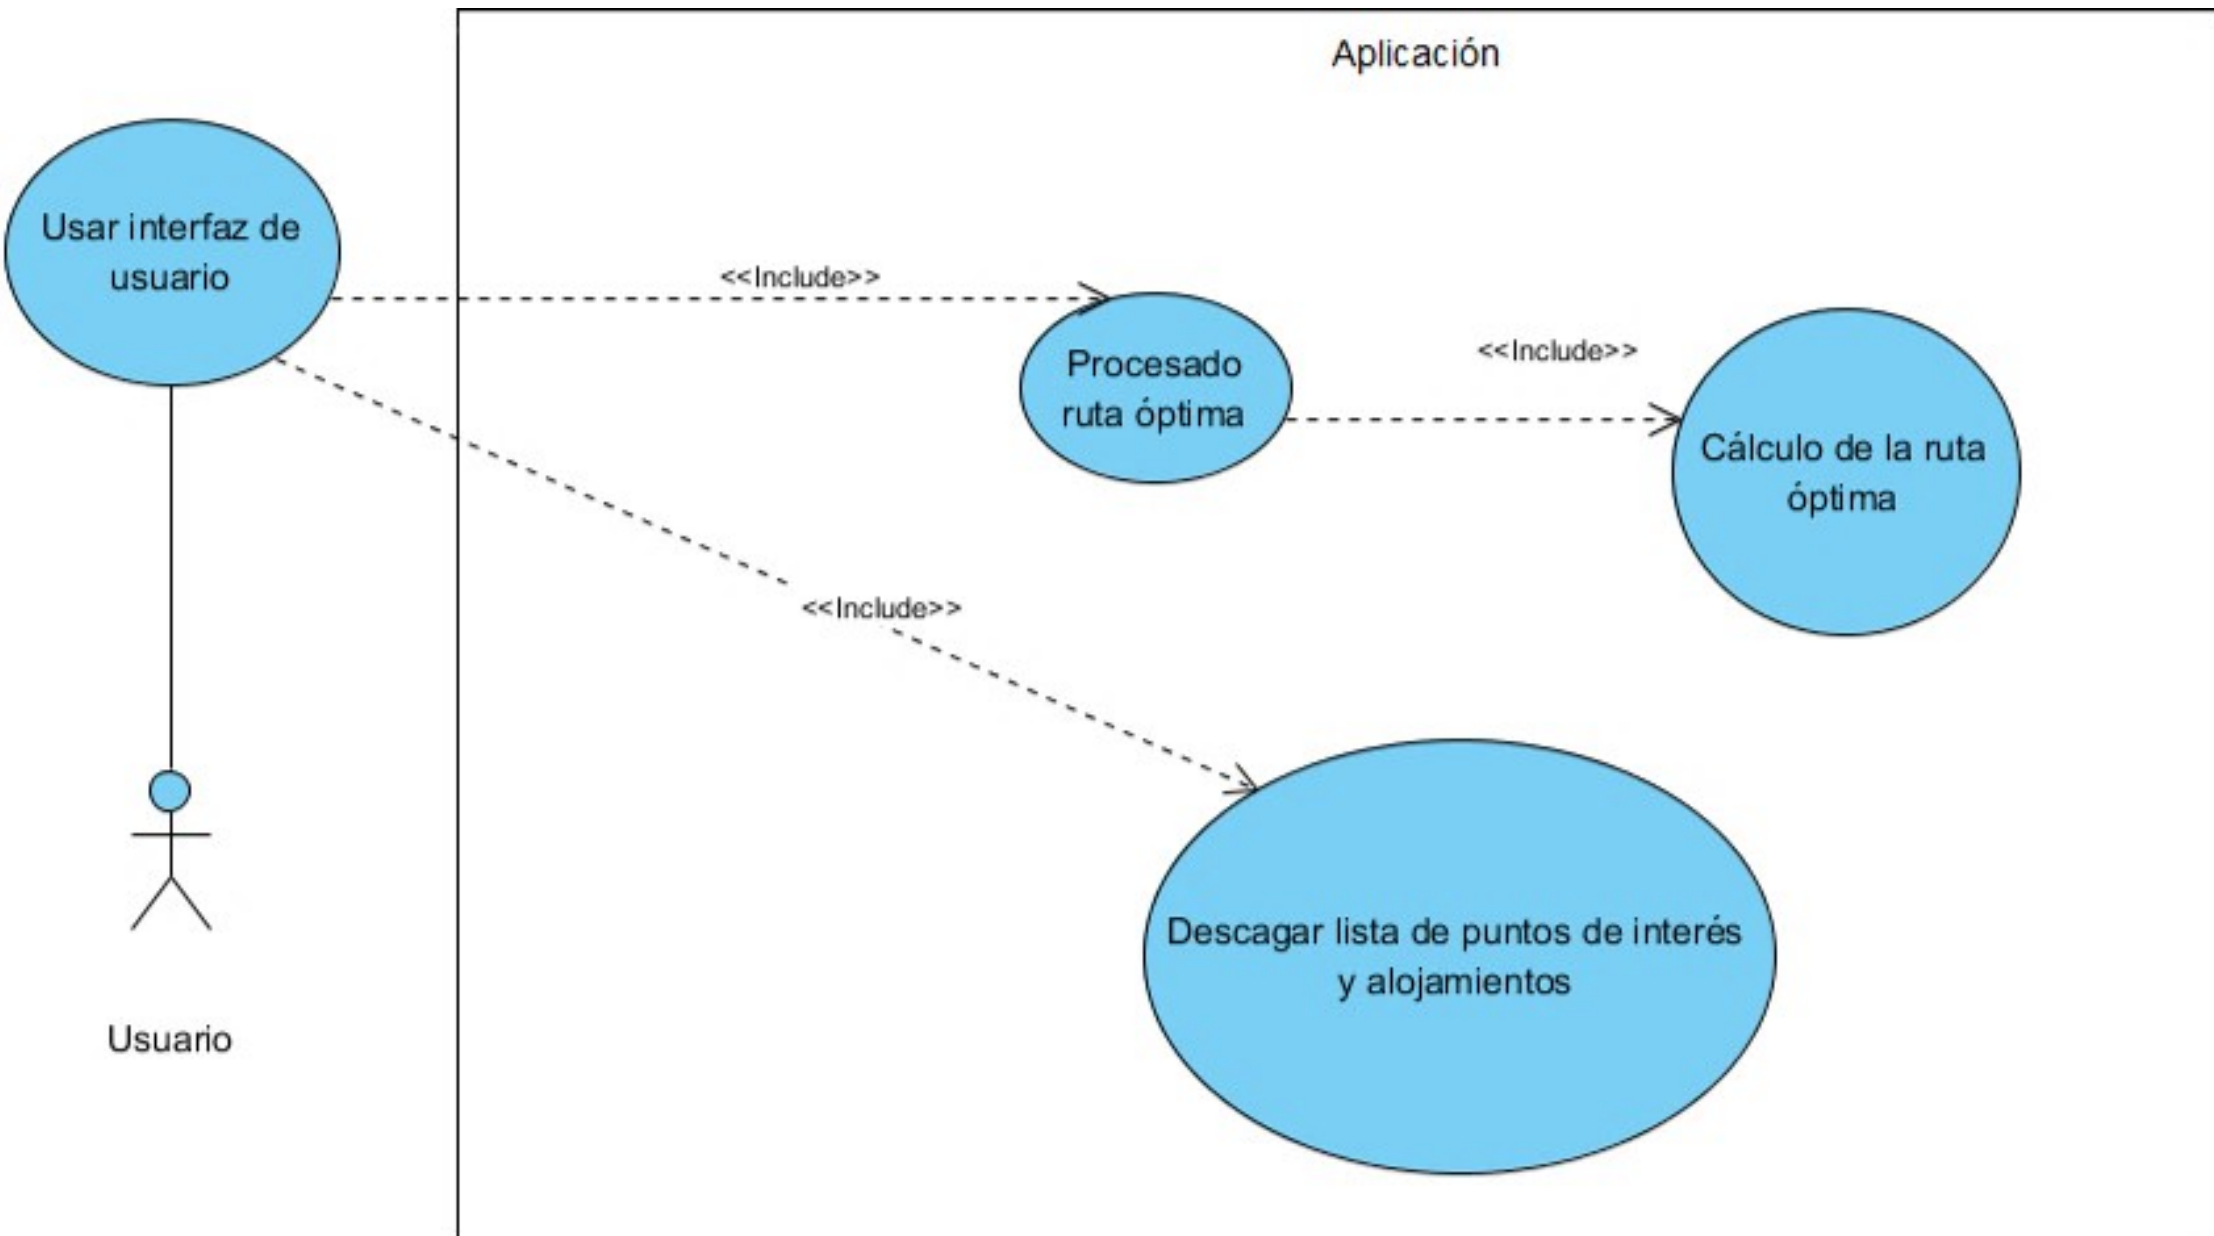 Aplicación
Usar interfaz de
usuario
<<Include>>
Procesado
ruta óptima
<<Include>>
Cálculo de la ruta
óptima
<<Include>>
Descagar lista de puntos de interés
y alojamientos
Usuario